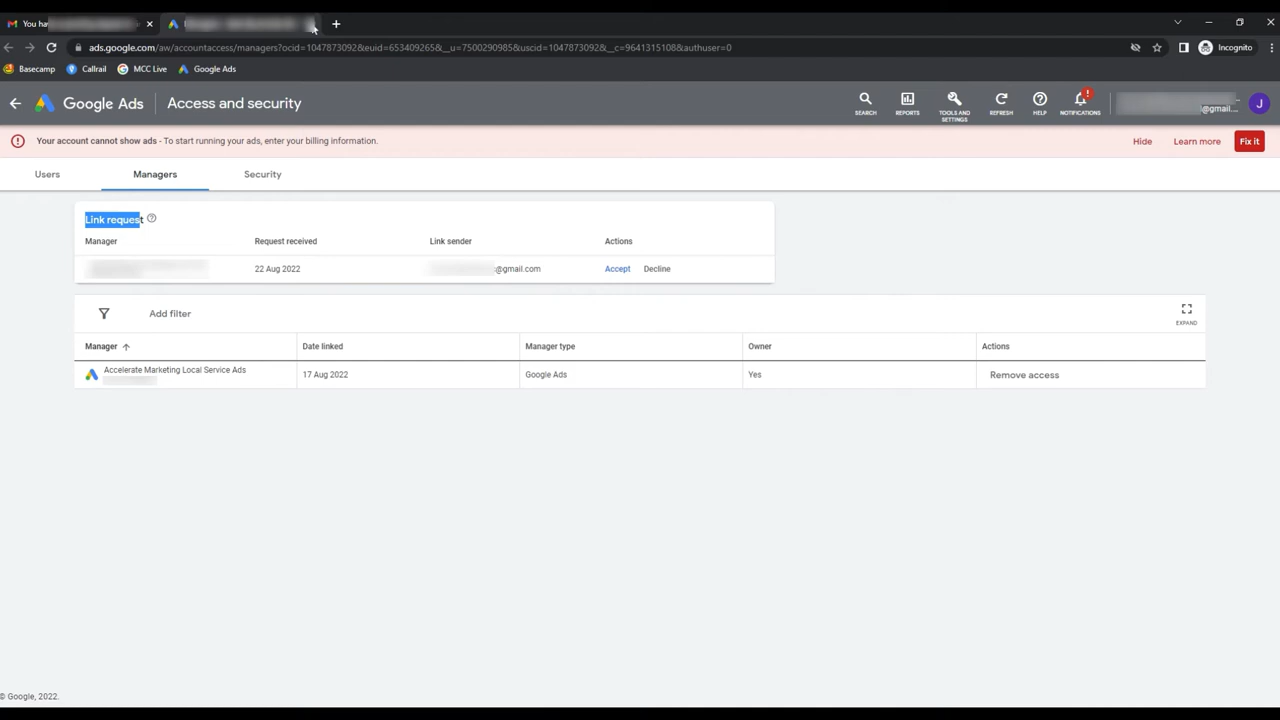 You hav
ads.google.com/aw/accountaccess/managers?ocid=1047873092&euid=653409265&__u=7500290985&uscid=1047873092&__c=9641315108&authuser=0
Incognito
Basecamp Callrail MCC Live Google Ads
Google Ads Access and security
SEARCH REPORTS TOOLS AND SETTINGS REFRESH HELP NOTIFICATIONS
@gmail.... J
Your account cannot show ads - To start running your ads, enter your billing information.
Hide Learn more Fix it
Users Managers Security
Link request
Manager Request received Link sender Actions
22 Aug 2022 @gmail.com Accept Decline
Add filter
EXPAND
Manager Date linked Manager type Owner Actions
Accelerate Marketing Local Service Ads 17 Aug 2022 Google Ads Yes Remove access
© Google, 2022.